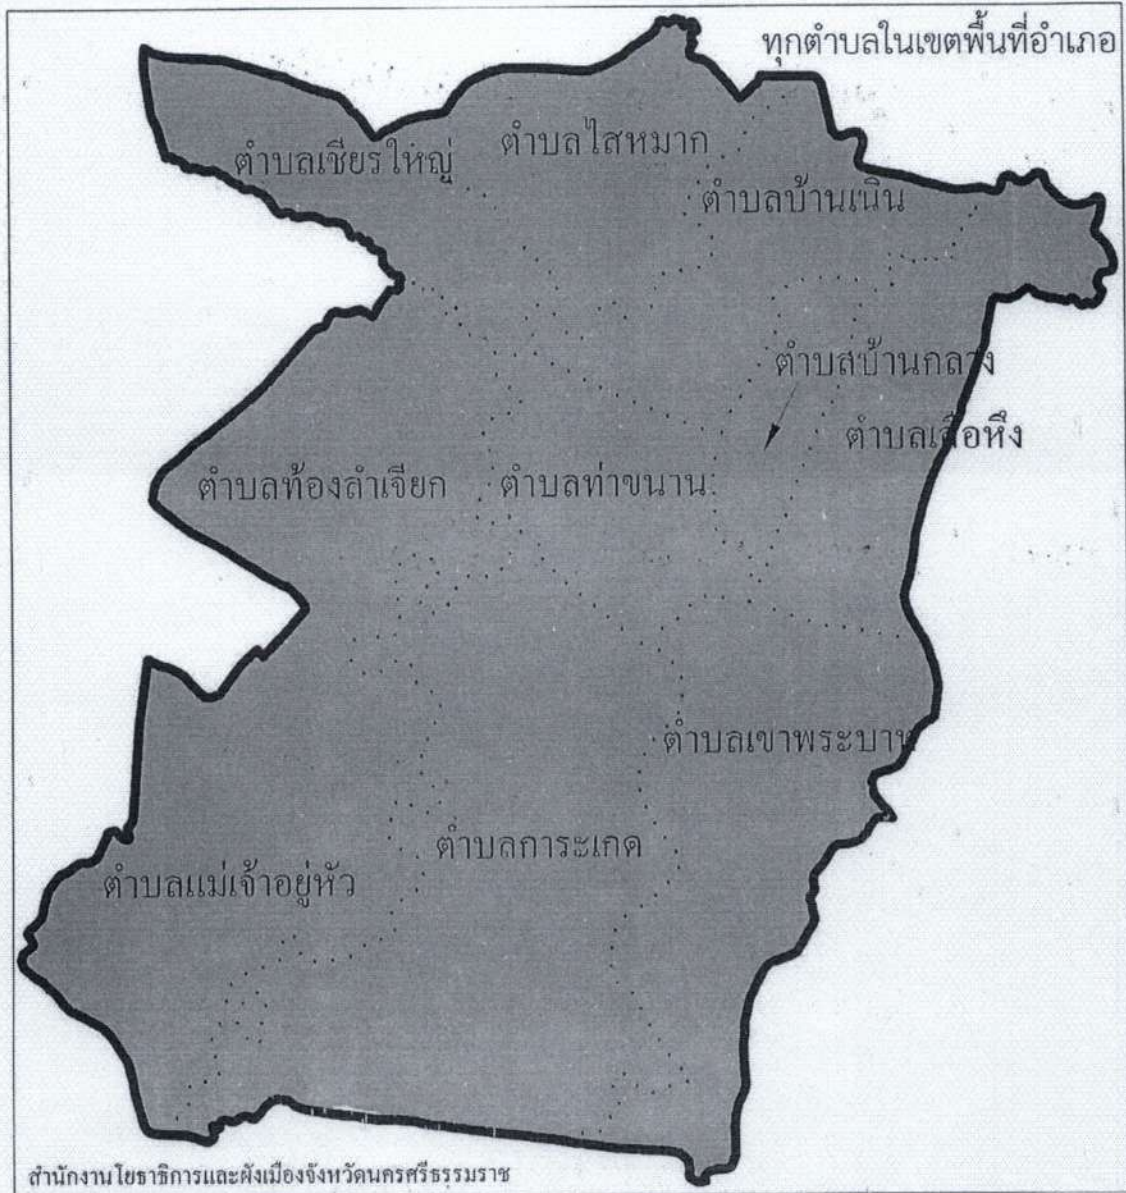 ทุกตำบลในเขตพื้นที่อำเภอ
ตำบลไสหมาก
ตำบลเชียรใหญ่
ตำบลบ้านเนิน
ตำบลบ้านกลาง
ตำบลเสือหึง
ตำบลท้องลำเจียก
ตำบลท่าขนาน
ตำบลเขาพระบาท
ตำบลการะเกด
ตำบลแม่เจ้าอยู่หัว
สำนักงานโยธาธิการและผังเมืองจังหวัดนครศรีธรรมราช